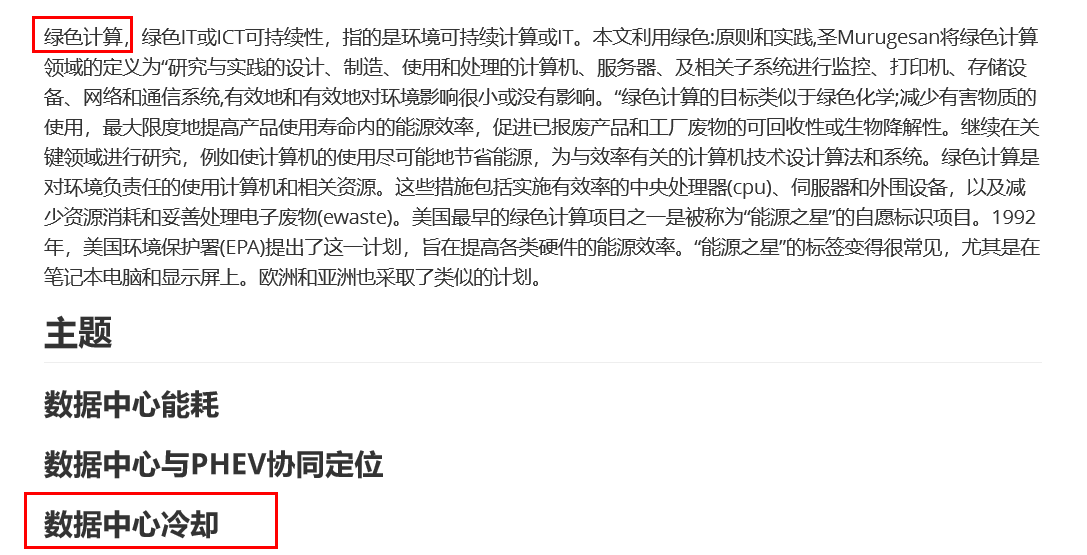 绿色计算，绿色IT或ICT可持续性，指的是环境可持续计算或IT。本文利用绿色:原则和实践,圣Murugesan将绿色计算
领域的定义为“研究与实践的设计、制造、使用和处理的计算机、服务器、及相关子系统进行监控、打印机、存储设
备、网络和通信系统,有效地和有效地对环境影响很小或没有影响。“绿色计算的目标类似于绿色化学;减少有害物质的
使用，最大限度地提高产品使用寿命内的能源效率，促进已报废产品和工厂废物的可回收性或生物降解性。继续在关
键领域进行研究，例如使计算机的使用尽可能地节省能源，为与效率有关的计算机技术设计算法和系统。绿色计算是
对环境负责任的使用计算机和相关资源。这些措施包括实施有效率的中央处理器(cpu)、伺服器和外围设备，以及减
少资源消耗和妥善处理电子废物(ewaste)。美国最早的绿色计算项目之一是被称为“能源之星”的自愿标识项目。1992
年，美国环境保护署(EPA)提出了这一计划，旨在提高各类硬件的能源效率。“能源之星”的标签变得很常见，尤其是在
笔记本电脑和显示屏上。欧洲和亚洲也采取了类似的计划。
主题
数据中心能耗
数据中心与PHEV协同定位
数据中心冷却